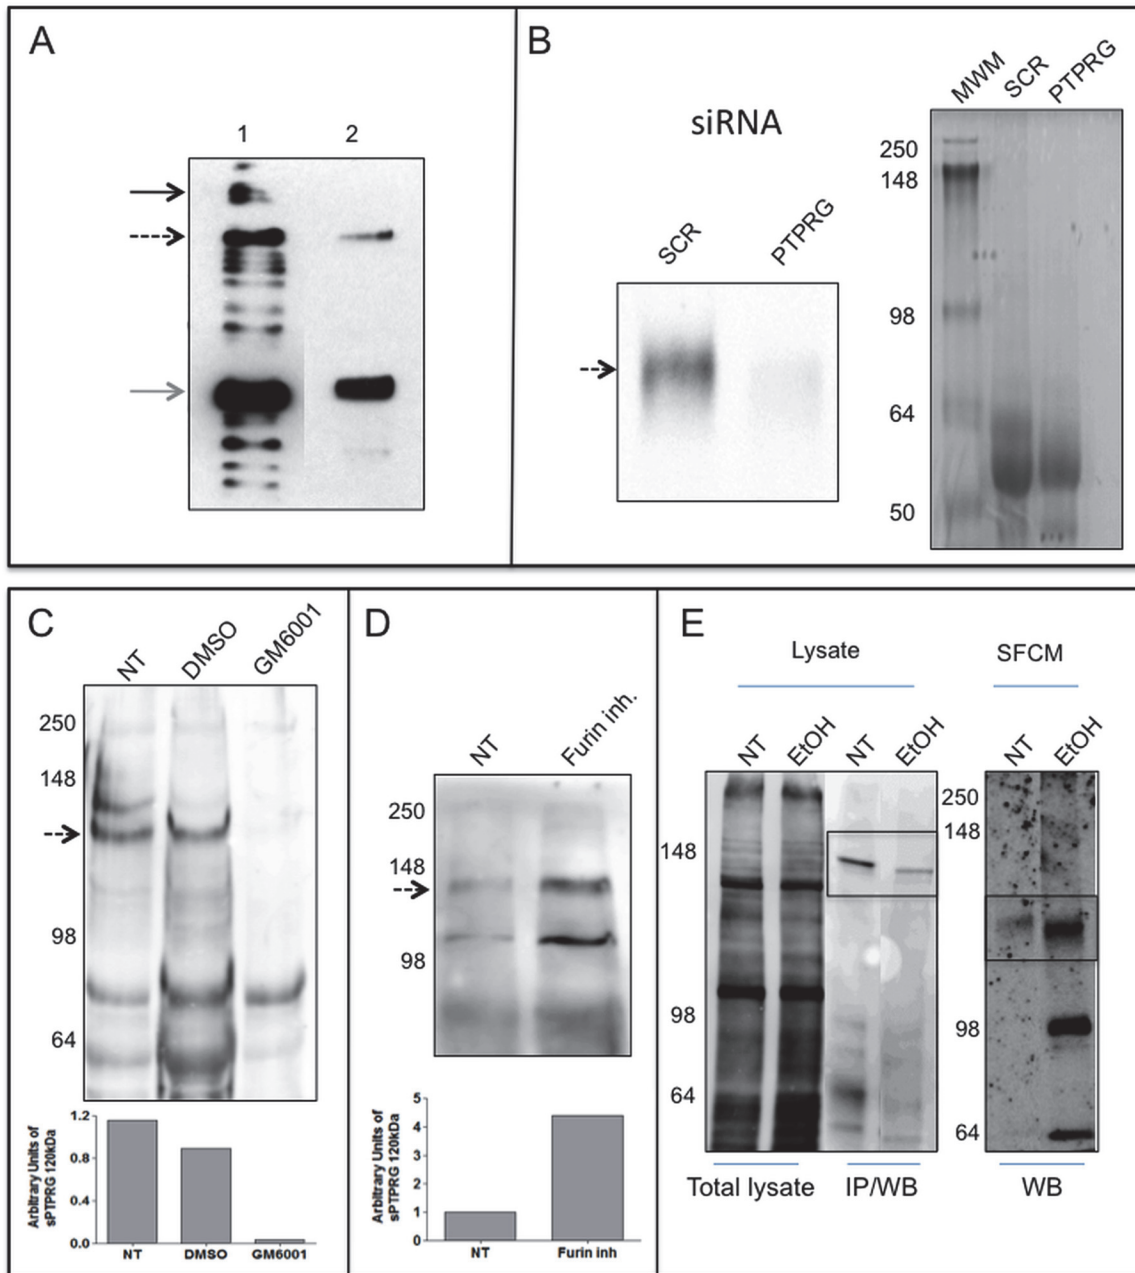 A
1 2
B
siRNA
SCR PTPRG
MWM SCR PTPRG
250
148
98
64
50
C
NT DMSO GM6001
250
148
98
64
Arbitrary Units of
sPTPRG 120kDa
1.2
0.8
0.4
0.0
NT DMSO GM6001
D
NT Furin inh.
250
148
98
Arbitrary Units of
sPTPRG 120kDa
5
4
3
2
1
0
NT Furin inh
E
Lysate SFCM
NT EtOH NT EtOH NT EtOH
148
98
64
250
148
98
64
Total lysate IP/WB WB